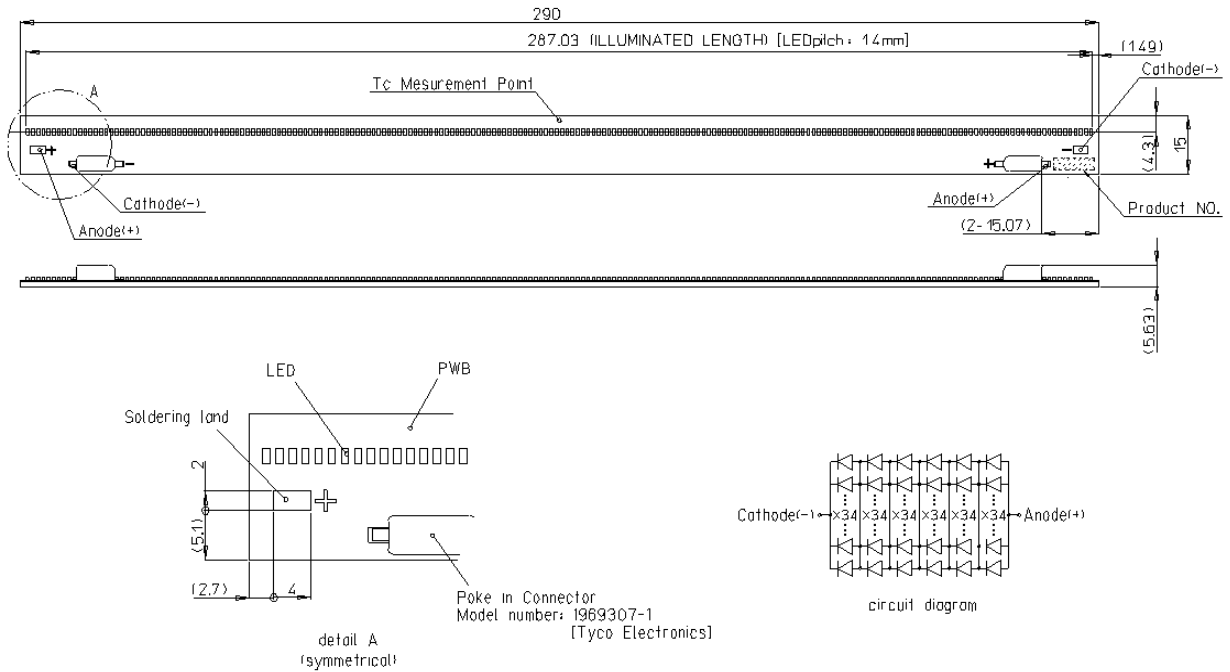 290
287.03 (ILLUMINATED LENGTH) [LEDpitch: 14mm]
(149)
Cathode(-)
Tc Mesurement Point
A
+
-
+
-
(4.3)
15
Cathode(-)
Anode(+)
Anode(+)
Product NO.
(2-15.07)
(5.63)
LED
PWB
Soldering land
2
(5.1)
(2.7)
4
Poke in Connector
Model number: 1969307-1
[Tyco Electronics]
detail A
(symmetrical)
Cathode(-)
×34 ×34 ×34 ×34 ×34 ×34
Anode(+)
circuit diagram